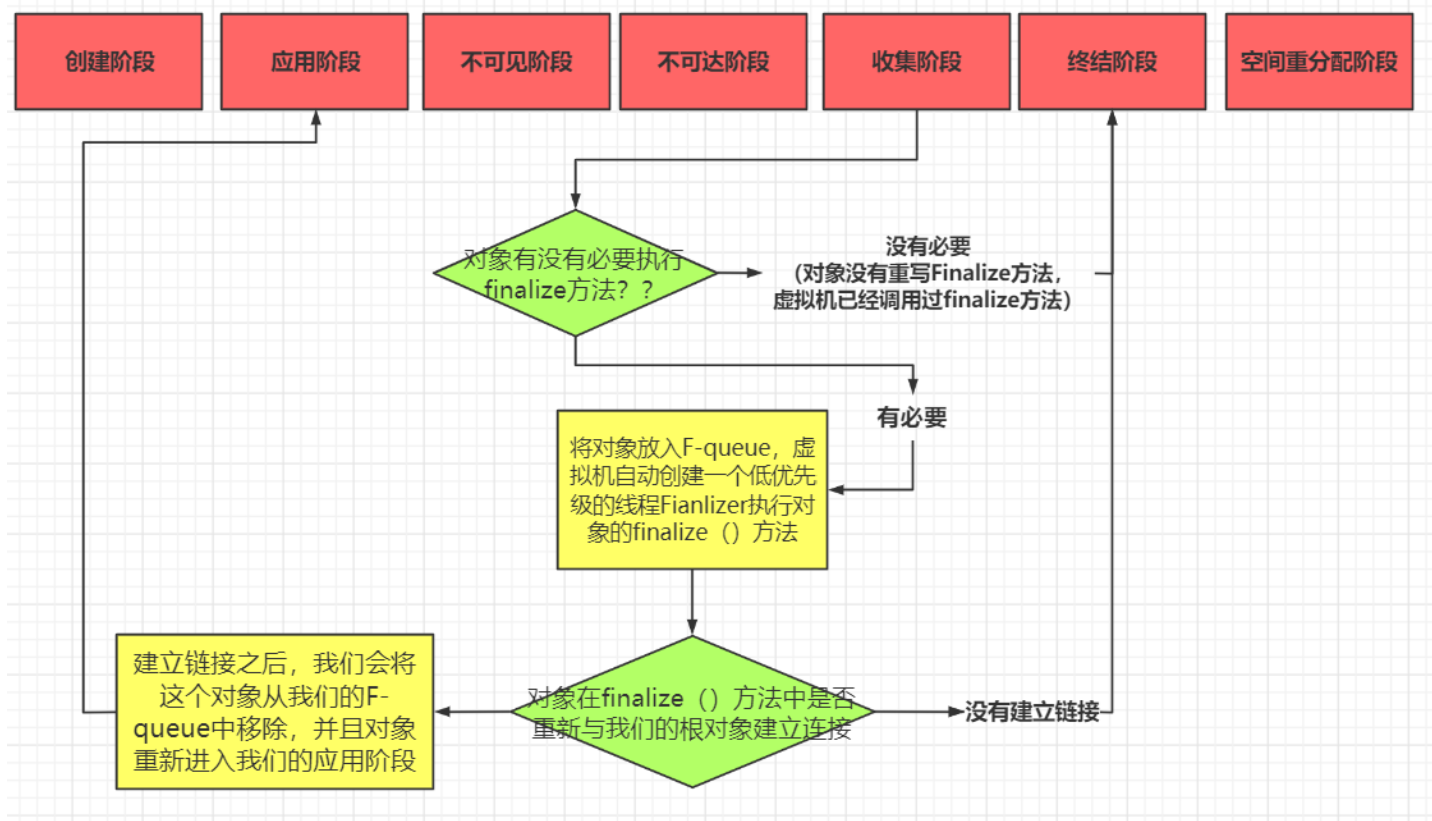 创建阶段
应用阶段
不可见阶段
不可达阶段
收集阶段
终结阶段
空间重分配阶段
对象有没有必要执行
finalize方法？？
没有必要
（对象没有重写Finalize方法，
虚拟机已经调用过finalize方法）
有必要
将对象放入F-queue，虚
拟机自动创建一个低优先
级的线程Fianlizer执行对
象的finalize（）方法
对象在finalize（）方法中是否
重新与我们的根对象建立连接
没有建立链接
建立链接之后，我们会将
这个对象从我们的F-
queue中移除，并且对象
重新进入我们的应用阶段